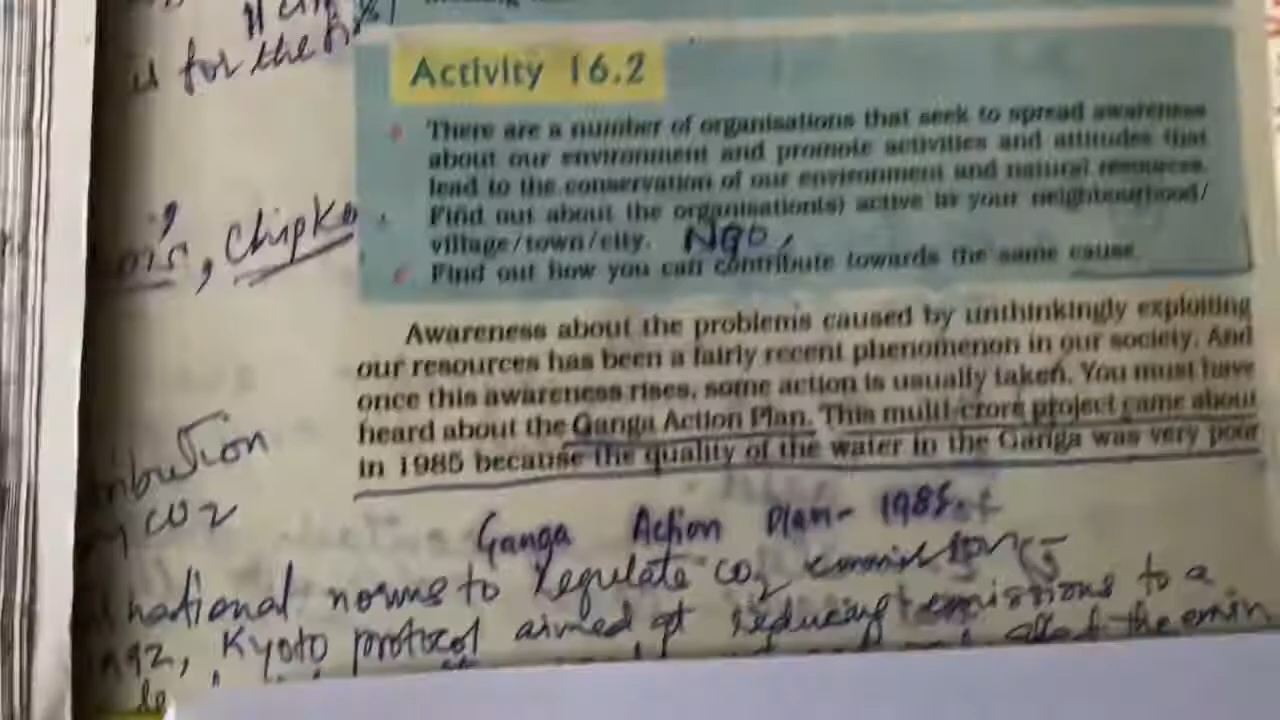 is for the
Activity 16.2
There are a number of organisations that seek to spread awareness
about our environment and promote activities and attitudes that
lead to the conservation of our environment and natural resources.
Find out about the organisation(s) active in your neighbourhood/
village/town/city. NGO,
Find out how you can contribute towards the same cause.
, Chipko
Awareness about the problems caused by unthinkingly exploiting
our resources has been a fairly recent phenomenon in our society. And
once this awareness rises, some action is usually taken. You must have
heard about the Ganga Action Plan. This multi-crore project came about
in 1985 because the quality of the water in the Ganga was very poor
CO2
Ganga Action Plan- 1985
national norms to regulate CO2
Kyoto protocol aimed at reducing emissions to a